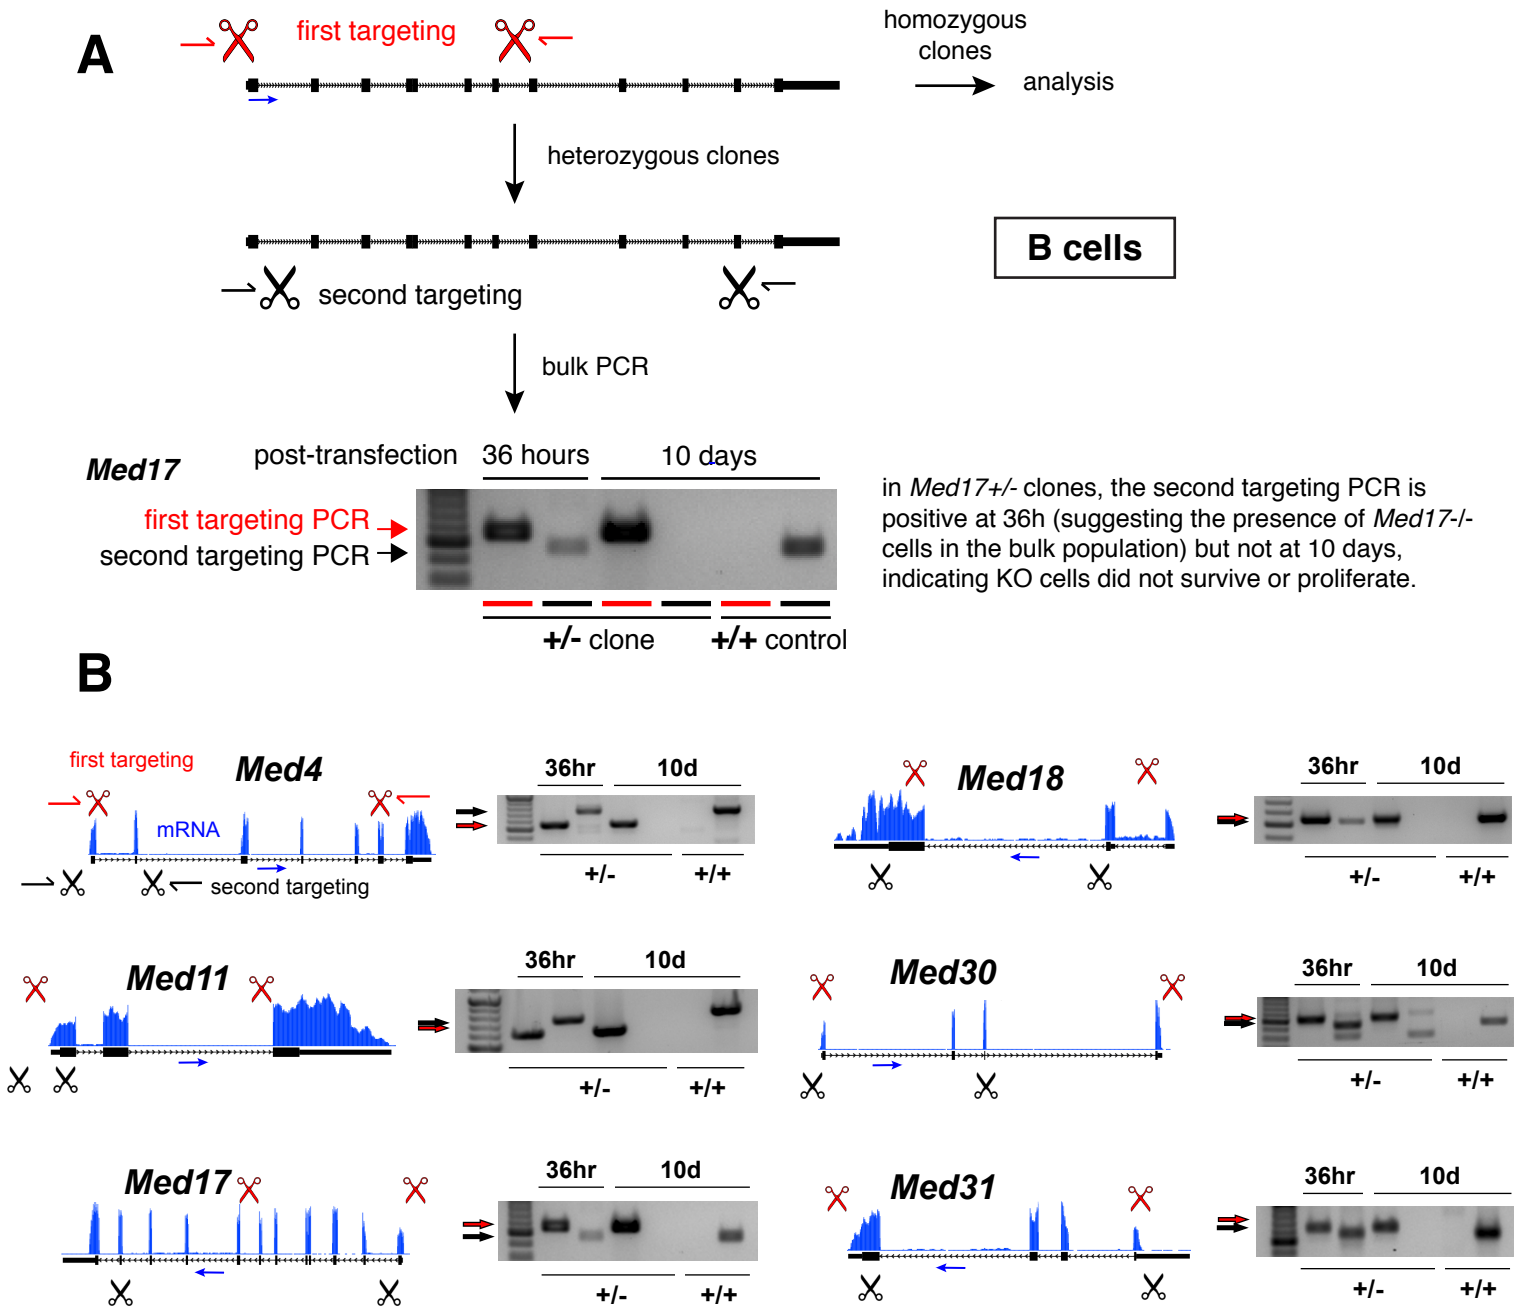 A
first targeting
homozygous
clones
analysis
heterozygous clones
B cells
second targeting
bulk PCR
Med17
post-transfection
36 hours
10 days
first targeting PCR
second targeting PCR
in Med17+/- clones, the second targeting PCR is
positive at 36h (suggesting the presence of Med17-/-
cells in the bulk population) but not at 10 days,
indicating KO cells did not survive or proliferate.
+/- clone
+/+ control
B
first targeting
Med4
mRNA
second targeting
36hr
10d
+/-
+/+
Med18
36hr
10d
+/-
+/+
Med11
36hr
10d
+/-
+/+
Med30
36hr
10d
+/-
+/+
Med17
36hr
10d
+/-
+/+
Med31
36hr
10d
+/-
+/+